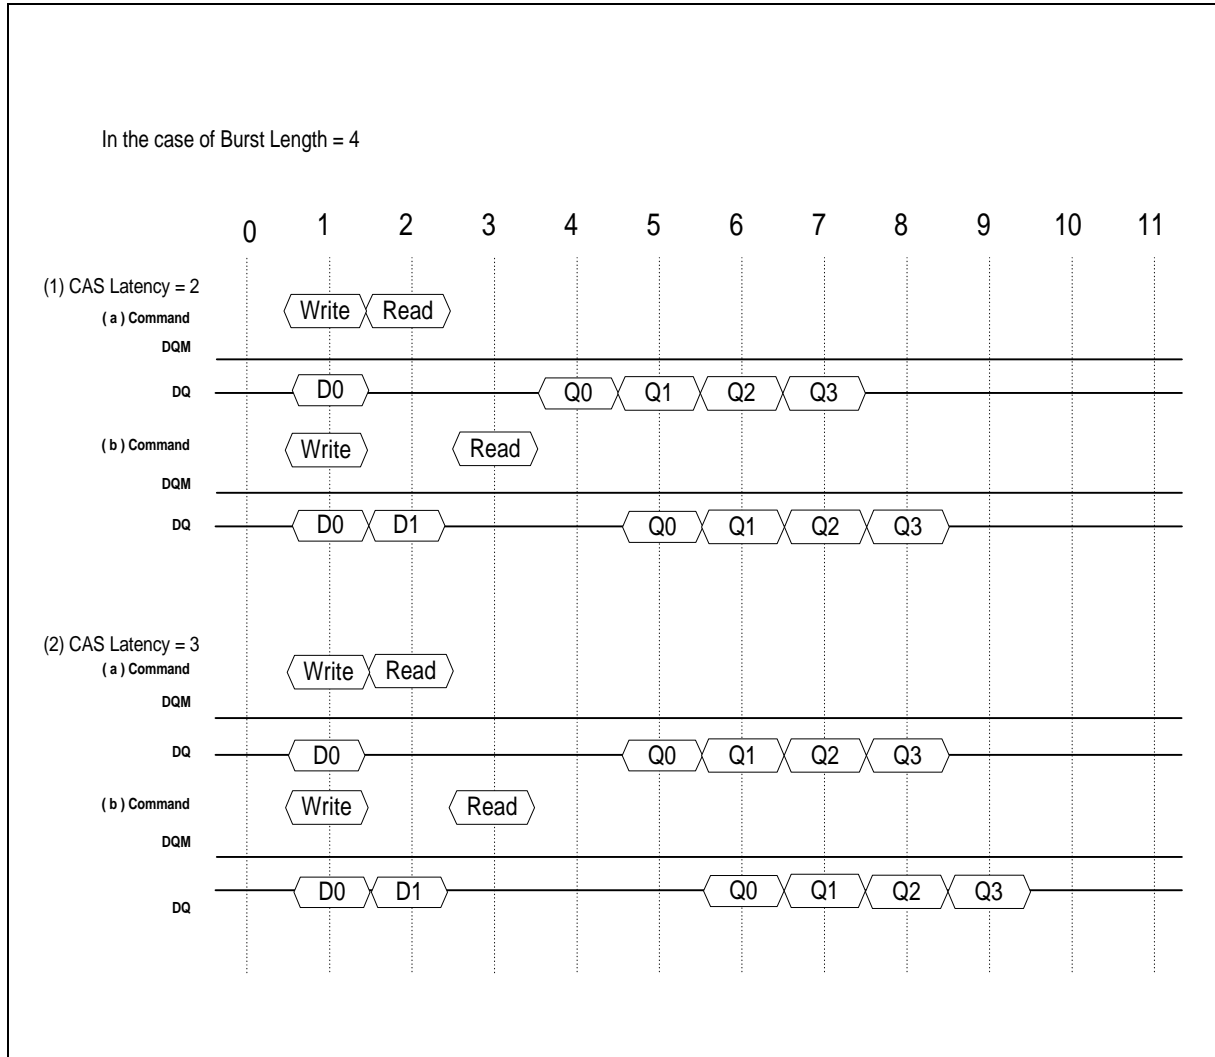 In the case of Burst Length = 4
0 1 2 3 4 5 6 7 8 9 10 11
(1) CAS Latency = 2
( a ) Command Write Read
DQM
DQ D0 Q0 Q1 Q2 Q3
( b ) Command Write Read
DQM
DQ D0 D1 Q0 Q1 Q2 Q3
(2) CAS Latency = 3
( a ) Command Write Read
DQM
DQ D0 Q0 Q1 Q2 Q3
( b ) Command Write Read
DQM
DQ D0 D1 Q0 Q1 Q2 Q3